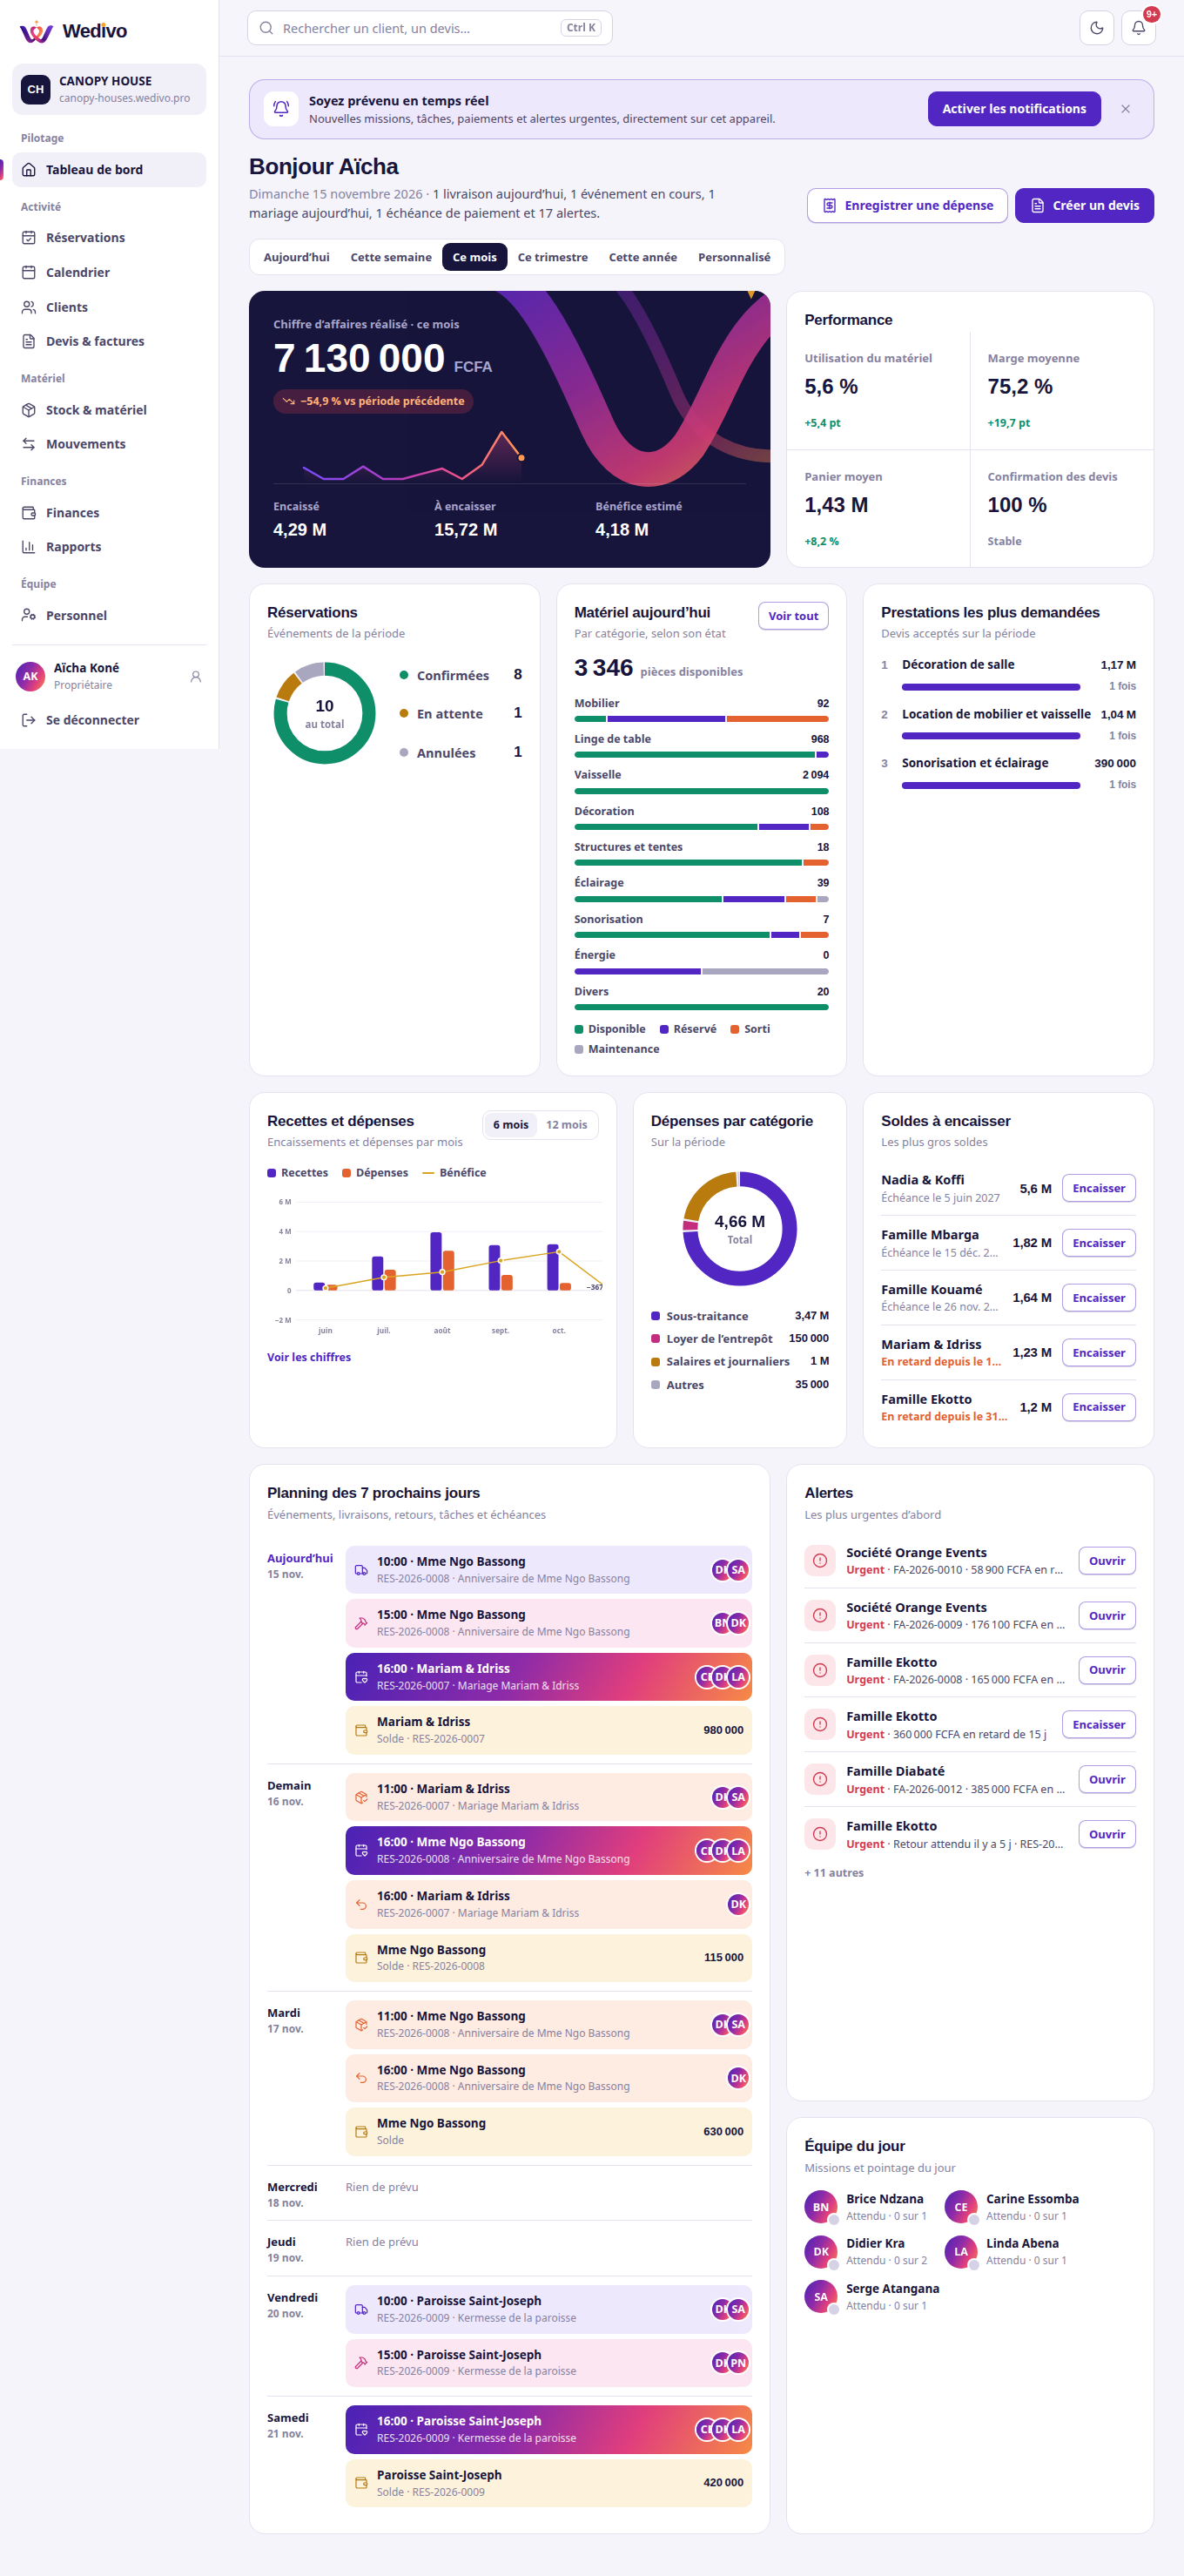 Wedivo
Rechercher un client, un devis...
Ctrl K
9+
CH
CANOPY HOUSE
canopy-houses.wedivo.pro
Pilotage
Tableau de bord
Activité
Réservations
Calendrier
Clients
Devis & factures
Matériel
Stock & matériel
Mouvements
Finances
Finances
Rapports
Équipe
Personnel
AK
Aïcha Koné
Propriétaire
Se déconnecter
Soyez prévenu en temps réel
Nouvelles missions, tâches, paiements et alertes urgentes, directement sur cet appareil.
Activer les notifications
Bonjour Aïcha
Dimanche 15 novembre 2026 · 1 livraison aujourd’hui, 1 événement en cours, 1
mariage aujourd’hui, 1 échéance de paiement et 17 alertes.
Enregistrer une dépense
Créer un devis
Aujourd’hui
Cette semaine
Ce mois
Ce trimestre
Cette année
Personnalisé
Chiffre d’affaires réalisé · ce mois
7 130 000 FCFA
−54,9 % vs période précédente
Encaissé
4,29 M
À encaisser
15,72 M
Bénéfice estimé
4,18 M
Performance
Utilisation du matériel
5,6 %
+5,4 pt
Marge moyenne
75,2 %
+19,7 pt
Panier moyen
1,43 M
+8,2 %
Confirmation des devis
100 %
Stable
Réservations
Événements de la période
10
au total
Confirmées 8
En attente 1
Annulées 1
Matériel aujourd’hui
Par catégorie, selon son état
Voir tout
3 346 pièces disponibles
Mobilier 92
Linge de table 968
Vaisselle 2 094
Décoration 108
Structures et tentes 18
Éclairage 39
Sonorisation 7
Énergie 0
Divers 20
Disponible
Réservé
Sorti
Maintenance
Prestations les plus demandées
Devis acceptés sur la période
1 Décoration de salle 1,17 M
1 fois
2 Location de mobilier et vaisselle 1,04 M
1 fois
3 Sonorisation et éclairage 390 000
1 fois
Recettes et dépenses
Encaissements et dépenses par mois
6 mois
12 mois
Recettes
Dépenses
Bénéfice
6 M
4 M
2 M
0
−2 M
−367
juin
juil.
août
sept.
oct.
Voir les chiffres
Dépenses par catégorie
Sur la période
4,66 M
Total
Sous-traitance 3,47 M
Loyer de l’entrepôt 150 000
Salaires et journaliers 1 M
Autres 35 000
Soldes à encaisser
Les plus gros soldes
Nadia & Koffi
Échéance le 5 juin 2027
5,6 M
Encaisser
Famille Mbarga
Échéance le 15 déc. 2...
1,82 M
Encaisser
Famille Kouamé
Échéance le 26 nov. 2...
1,64 M
Encaisser
Mariam & Idriss
En retard depuis le 1...
1,23 M
Encaisser
Famille Ekotto
En retard depuis le 31...
1,2 M
Encaisser
Planning des 7 prochains jours
Événements, livraisons, retours, tâches et échéances
Aujourd’hui
15 nov.
10:00 · Mme Ngo Bassong
RES-2026-0008 · Anniversaire de Mme Ngo Bassong
SA
15:00 · Mme Ngo Bassong
RES-2026-0008 · Anniversaire de Mme Ngo Bassong
DK
16:00 · Mariam & Idriss
RES-2026-0007 · Mariage Mariam & Idriss
LA
Mariam & Idriss
Solde · RES-2026-0007
980 000
Demain
16 nov.
11:00 · Mariam & Idriss
RES-2026-0007 · Mariage Mariam & Idriss
SA
16:00 · Mme Ngo Bassong
RES-2026-0008 · Anniversaire de Mme Ngo Bassong
LA
16:00 · Mariam & Idriss
RES-2026-0007 · Mariage Mariam & Idriss
DK
Mme Ngo Bassong
Solde · RES-2026-0008
115 000
Mardi
17 nov.
11:00 · Mme Ngo Bassong
RES-2026-0008 · Anniversaire de Mme Ngo Bassong
SA
16:00 · Mme Ngo Bassong
RES-2026-0008 · Anniversaire de Mme Ngo Bassong
DK
Mme Ngo Bassong
Solde
630 000
Mercredi
18 nov.
Rien de prévu
Jeudi
19 nov.
Rien de prévu
Vendredi
20 nov.
10:00 · Paroisse Saint-Joseph
RES-2026-0009 · Kermesse de la paroisse
SA
15:00 · Paroisse Saint-Joseph
RES-2026-0009 · Kermesse de la paroisse
PN
Samedi
21 nov.
16:00 · Paroisse Saint-Joseph
RES-2026-0009 · Kermesse de la paroisse
LA
Paroisse Saint-Joseph
Solde · RES-2026-0009
420 000
Alertes
Les plus urgentes d’abord
Société Orange Events
Urgent · FA-2026-0010 · 58 900 FCFA en r...
Ouvrir
Société Orange Events
Urgent · FA-2026-0009 · 176 100 FCFA en ...
Ouvrir
Famille Ekotto
Urgent · FA-2026-0008 · 165 000 FCFA en ...
Ouvrir
Famille Ekotto
Urgent · 360 000 FCFA en retard de 15 j
Encaisser
Famille Diabaté
Urgent · FA-2026-0012 · 385 000 FCFA en ...
Ouvrir
Famille Ekotto
Urgent · Retour attendu il y a 5 j · RES-20...
Ouvrir
+ 11 autres
Équipe du jour
Missions et pointage du jour
BN
Brice Ndzana
Attendu · 0 sur 1
CE
Carine Essomba
Attendu · 0 sur 1
DK
Didier Kra
Attendu · 0 sur 2
LA
Linda Abena
Attendu · 0 sur 1
SA
Serge Atangana
Attendu · 0 sur 1